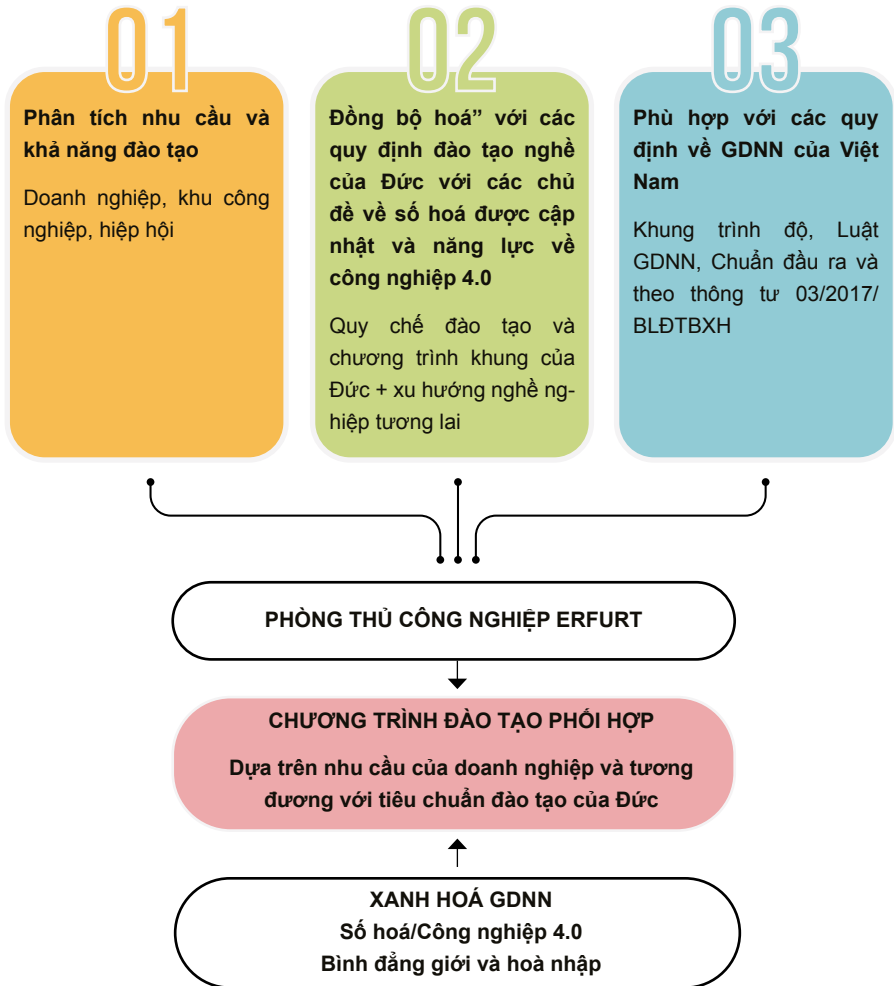 01
Phân tích nhu cầu và
khả năng đào tạo
Doanh nghiệp, khu công
nghiệp, hiệp hội
02
Đồng bộ hoá” với các
quy định đào tạo nghề
của Đức với các chủ
đề về số hoá được cập
nhật và năng lực về
công nghiệp 4.0
Quy chế đào tạo và
chương trình khung của
Đức + xu hướng nghề ng-
hiệp tương lai
03
Phù hợp với các quy
định về GDNN của Việt
Nam
Khung trình độ, Luật
GDNN, Chuẩn đầu ra và
theo thông tư 03/2017/
BLĐTBXH
PHÒNG THỦ CÔNG NGHIỆP ERFURT
CHƯƠNG TRÌNH ĐÀO TẠO PHỐI HỢP
Dựa trên nhu cầu của doanh nghiệp và tương
đương với tiêu chuẩn đào tạo của Đức
XANH HOÁ GDNN
Số hoá/Công nghiệp 4.0
Bình đẳng giới và hoà nhập